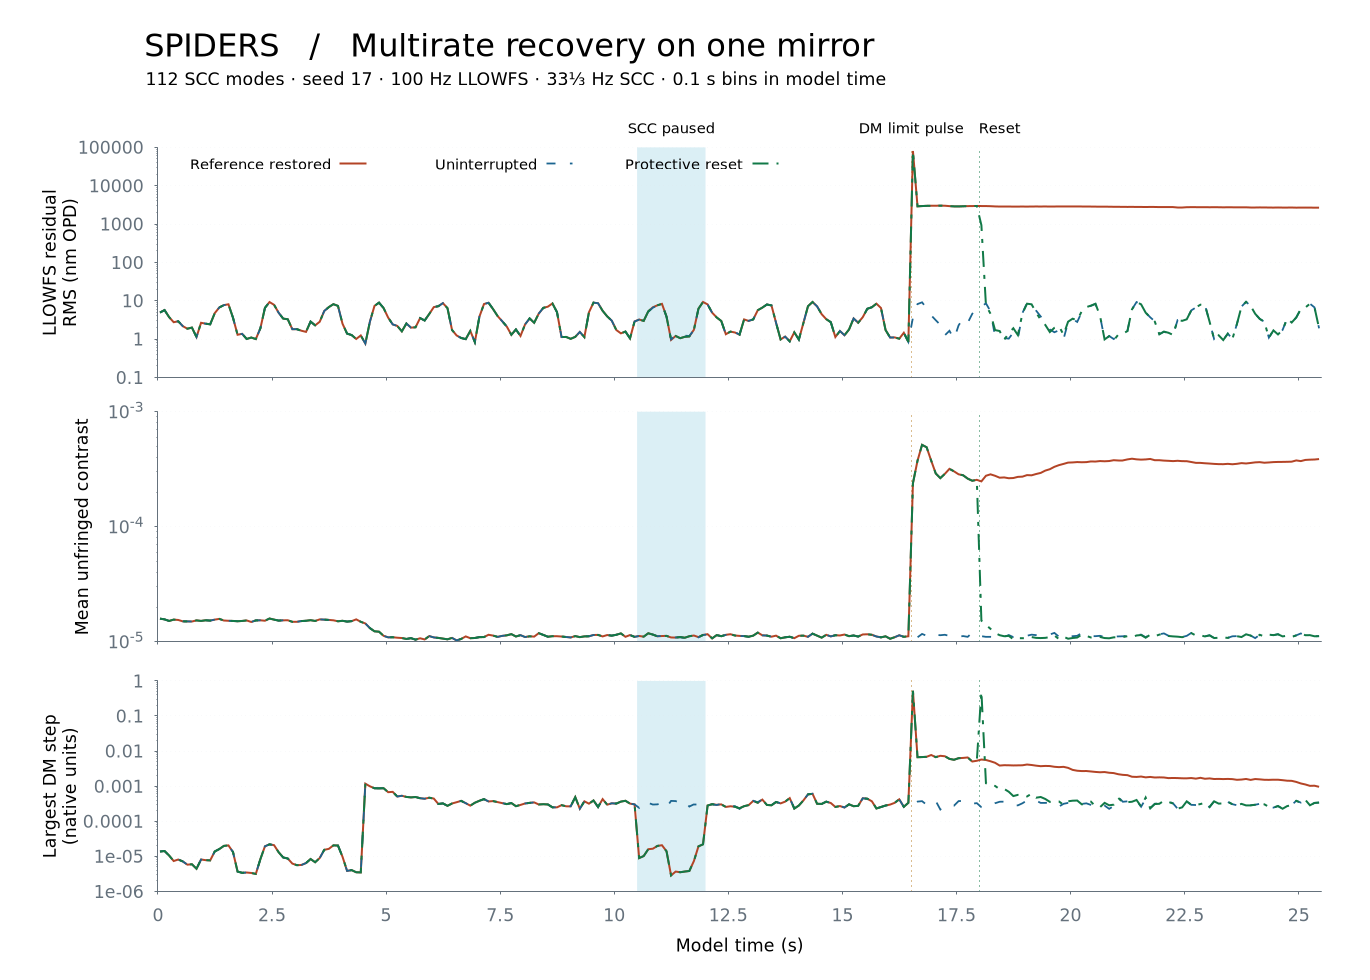 SPIDERS / Multirate recovery on one mirror
112 SCC modes · seed 17 · 100 Hz LLOWFS · 33⅓ Hz SCC · 0.1 s bins in model time
SCC paused
DM limit pulse
Reset
Reference restored
Uninterrupted
Protective reset
LLOWFS residual
RMS (nm OPD)
100000
10000
1000
100
10
1
0.1
Mean unfringed contrast
10-3
10-4
10-5
Largest DM step
(native units)
1
0.1
0.01
0.001
0.0001
1e-05
1e-06
0
2.5
5
7.5
10
12.5
15
17.5
20
22.5
25
Model time (s)